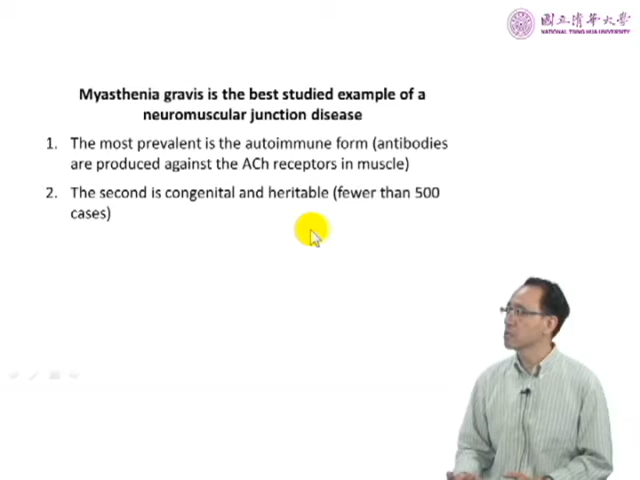 國立清華大學
NATIONAL TSING HUA UNIVERSITY
Myasthenia gravis is the best studied example of a
neuromuscular junction disease
1. The most prevalent is the autoimmune form (antibodies
are produced against the ACh receptors in muscle)
2. The second is congenital and heritable (fewer than 500
cases)